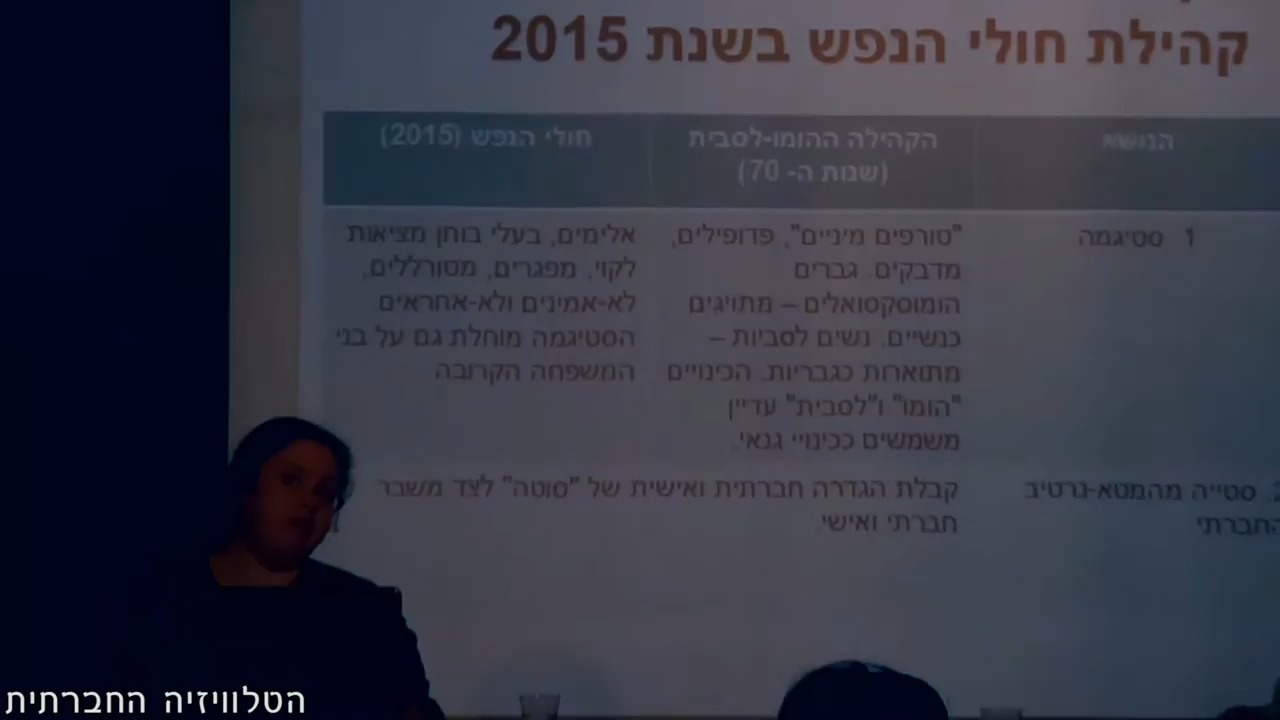 קהילת חולי הנפש בשנת 2015
הנושא
הקהילה ההומו-לסבית
(שנות ה- 70)
חולי הנפש (2015)
1. סטיגמה
"סורפים מיניים", פדופילים,
מדבקים. גברים
הומוסקסואלים – מתויגים
כנשיים. נשים לסביות –
מתוארות כגבריות. הכינויים
"הומו" ו"לסבית" עדיין
משמשים ככינויי גנאי.
אלימים, בעלי בוחן מציאות
לקוי, מפגרים, מטורללים,
לא-אמינים ולא-אחראים
הסטיגמה מוחלת גם על בני
המשפחה הקרובה
סטייה מהמטא-נרטיב
החברתי
קבלת הגדרה חברתית ואישית של "סוטה" לצד משבר
חברתי ואישי.
הטלוויזיה החברתית